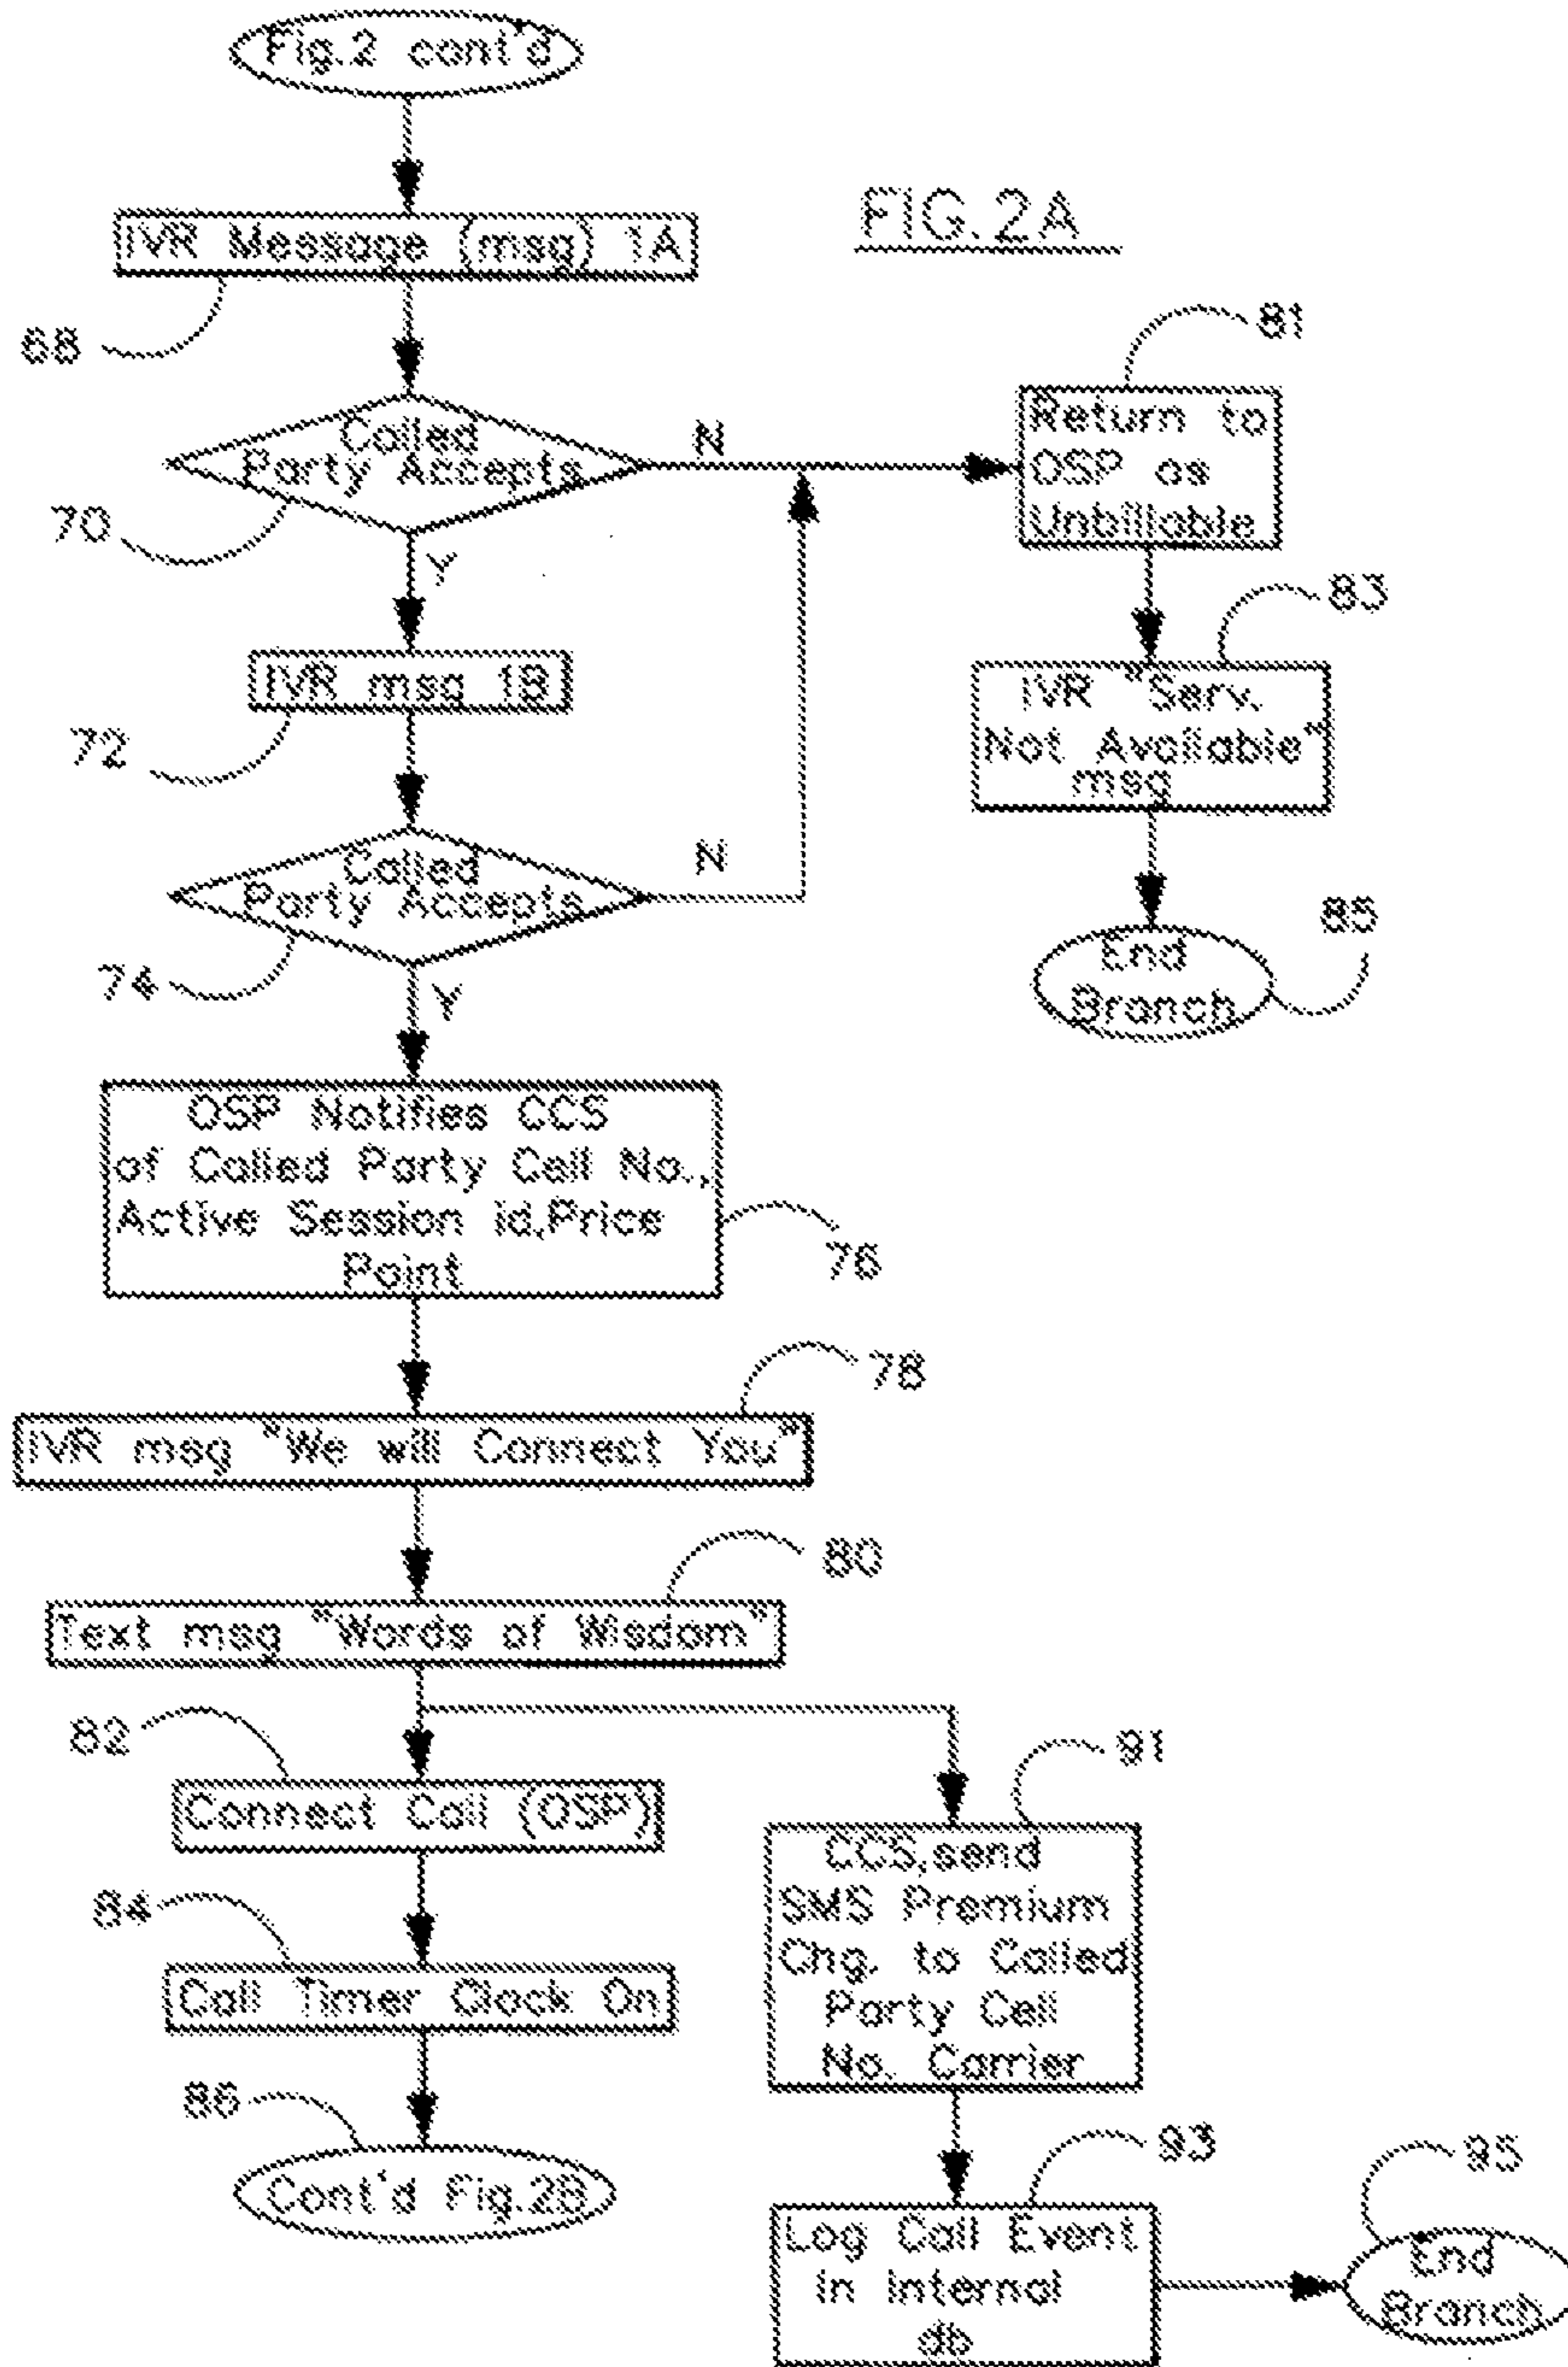 Fig.2 cont'd
FIG.2A
IVR Message (msg) 1A
68
Called
Party Accepts
N
70
Y
81
Return to
OSP as
Unbillable
83
IVR "Serv.
Not Available"
msg
85
End
Branch
IVR msg 1B
72
Called
Party Accepts
N
74
Y
OSP Notifies CCS
of Called Party Cell No.,
Active Session id,Price
Point
76
78
IVR msg "We will Connect You"
80
Text msg "Words of Wisdom"
82
Connect Call (OSP)
84
Call Timer Clock On
86
Cont'd Fig.2B
91
CCS,send
SMS Premium
Chg. to Called
Party Cell
No. Carrier
93
Log Call Event
in internal
db
95
End
Branch